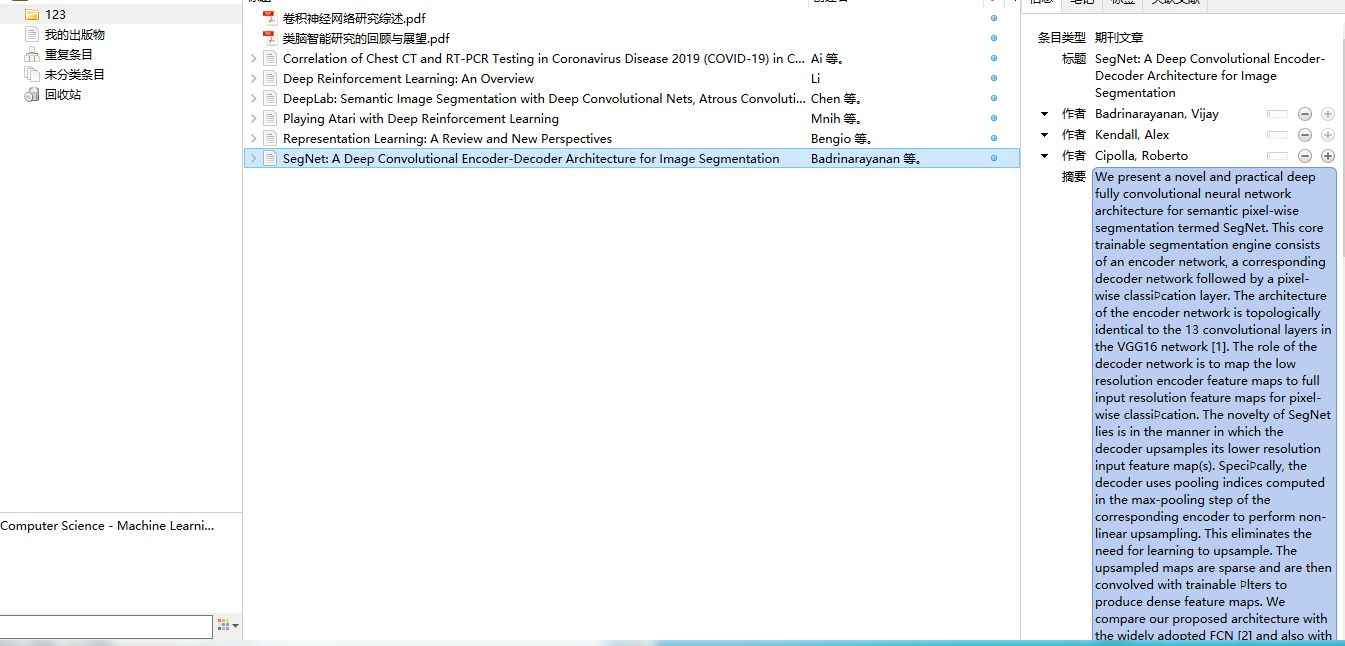 123
我的出版物
重复条目
未分类条目
回收站
Computer Science - Machine Learni...
卷积神经网络研究综述.pdf
类脑智能研究的回顾与展望.pdf
Correlation of Chest CT and RT-PCR Testing in Coronavirus Disease 2019 (COVID-19) in C... Ai 等。
Deep Reinforcement Learning: An Overview Li
DeepLab: Semantic Image Segmentation with Deep Convolutional Nets, Atrous Convoluti... Chen 等。
Playing Atari with Deep Reinforcement Learning Mnih 等。
Representation Learning: A Review and New Perspectives Bengio 等。
SegNet: A Deep Convolutional Encoder-Decoder Architecture for Image Segmentation Badrinarayanan 等。
条目类型 期刊文章
标题 SegNet: A Deep Convolutional Encoder-
Decoder Architecture for Image
Segmentation
作者 Badrinarayanan, Vijay
作者 Kendall, Alex
作者 Cipolla, Roberto
摘要 We present a novel and practical deep
fully convolutional neural network
architecture for semantic pixel-wise
segmentation termed SegNet. This core
trainable segmentation engine consists
of an encoder network, a corresponding
decoder network followed by a pixel-
wise classiÞcation layer. The architecture
of the encoder network is topologically
identical to the 13 convolutional layers in
the VGG16 network [1]. The role of the
decoder network is to map the low
resolution encoder feature maps to full
input resolution feature maps for pixel-
wise classiÞcation. The novelty of SegNet
lies is in the manner in which the
decoder upsamples its lower resolution
input feature map(s). SpeciÞcally, the
decoder uses pooling indices computed
in the max-pooling step of the
corresponding encoder to perform non-
linear upsampling. This eliminates the
need for learning to upsample. The
upsampled maps are sparse and are then
convolved with trainable Þlters to
produce dense feature maps. We
compare our proposed architecture with
the widely adopted FCN [2] and also with